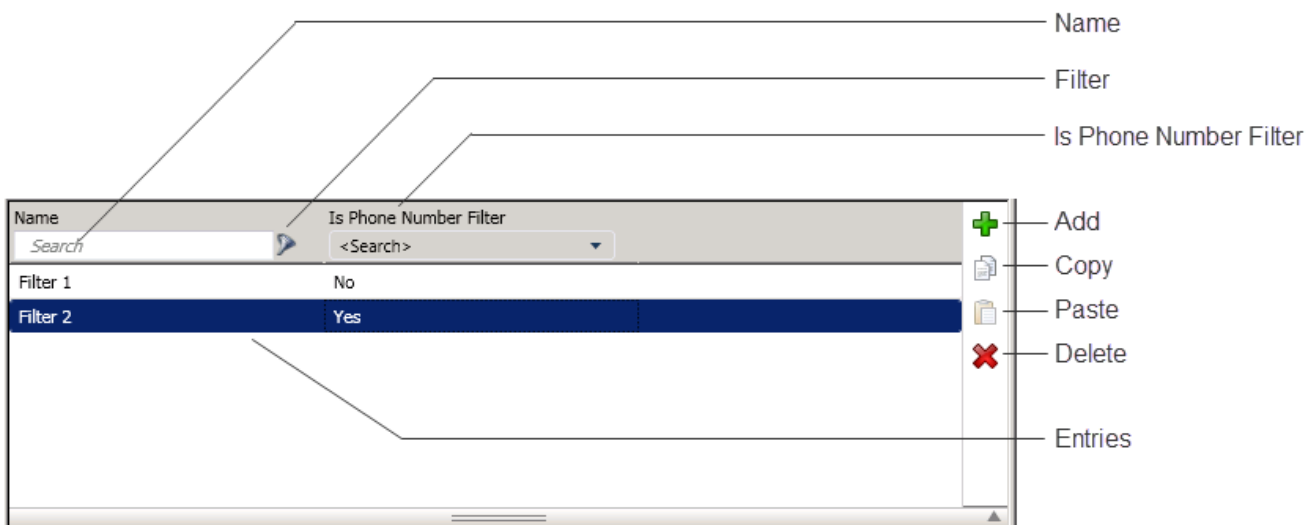 Name
Filter
Is Phone Number Filter
Name Is Phone Number Filter
Search <Search>
Filter 1 No
Filter 2 Yes
Add
Copy
Paste
Delete
Entries